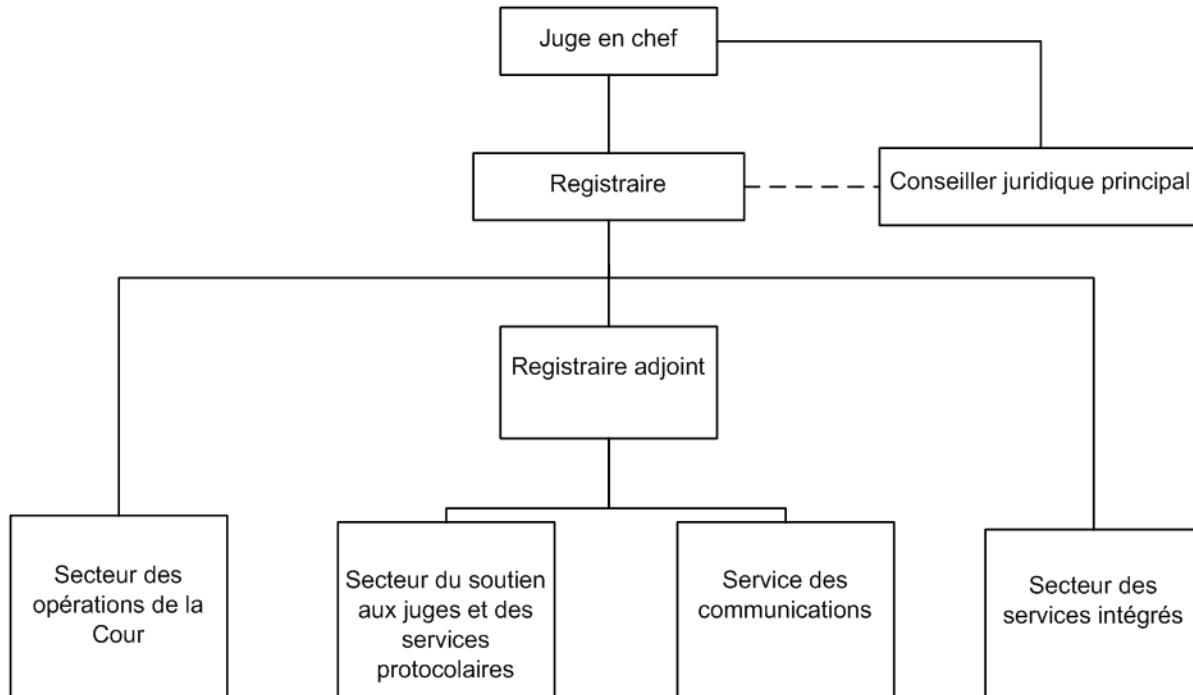 Juge en chef
Registraire
Conseiller juridique principal
Registraire adjoint
Secteur des
opérations de la
Cour
Secteur du soutien
aux juges et des
services
protocolaires
Service des
communications
Secteur des
services intégrés